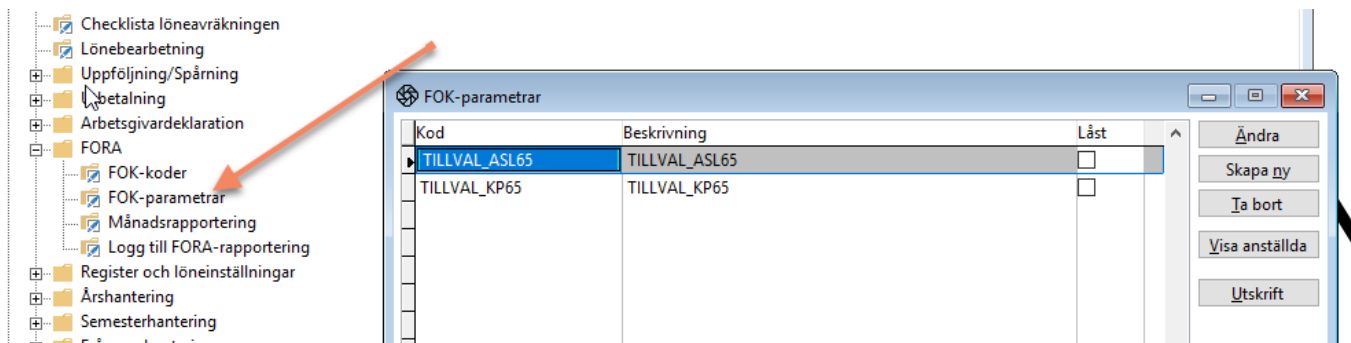 Checklista löneavräkningen
Lönebearbetning
Uppföljning/Spårning
betalning
Arbetsgivardeklaration
FORA
FOK-koder
FOK-parametrar
Månadsrapportering
Logg till FORA-rapportering
Register och löneinställningar
Årshantering
Semesterhantering
FOK-parametrar
Kod Beskrivning Låst
TILLVAL_ASL65 TILLVAL_ASL65
TILLVAL_KP65 TILLVAL_KP65
Ändra
Skapa ny
Ta bort
Visa anställda
Utskrift